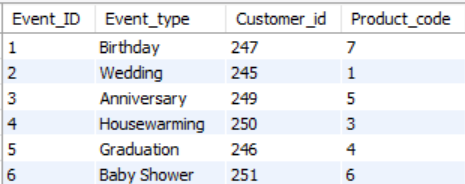 Event_ID Event_type Customer_id Product_code
1 Birthday 247 7
2 Wedding 245 1
3 Anniversary 249 5
4 Housewarming 250 3
5 Graduation 246 4
6 Baby Shower 251 6